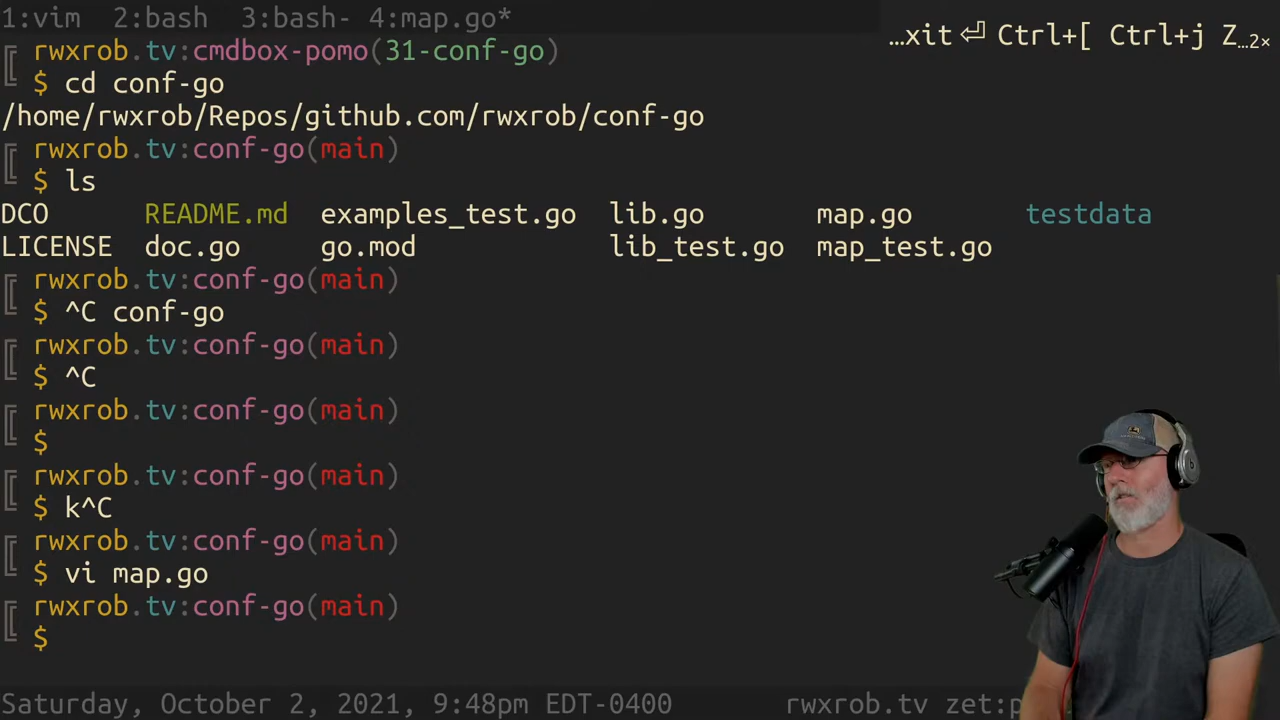 1:vim 2:bash 3:bash- 4:map.go*
…xit⏎ Ctrl+[ Ctrl+j Z…2×
rwxrob.tv:cmdbox-pomo(31-conf-go)
$ cd conf-go
/home/rwxrob/Repos/github.com/rwxrob/conf-go
rwxrob.tv:conf-go(main)
$ ls
DCO README.md examples_test.go lib.go map.go testdata
LICENSE doc.go go.mod lib_test.go map_test.go
rwxrob.tv:conf-go(main)
$ ^C conf-go
rwxrob.tv:conf-go(main)
$ ^C
rwxrob.tv:conf-go(main)
$
rwxrob.tv:conf-go(main)
$ k^C
rwxrob.tv:conf-go(main)
$ vi map.go
rwxrob.tv:conf-go(main)
$
Saturday, October 2, 2021, 9:48pm EDT-0400 rwxrob.tv zet:p